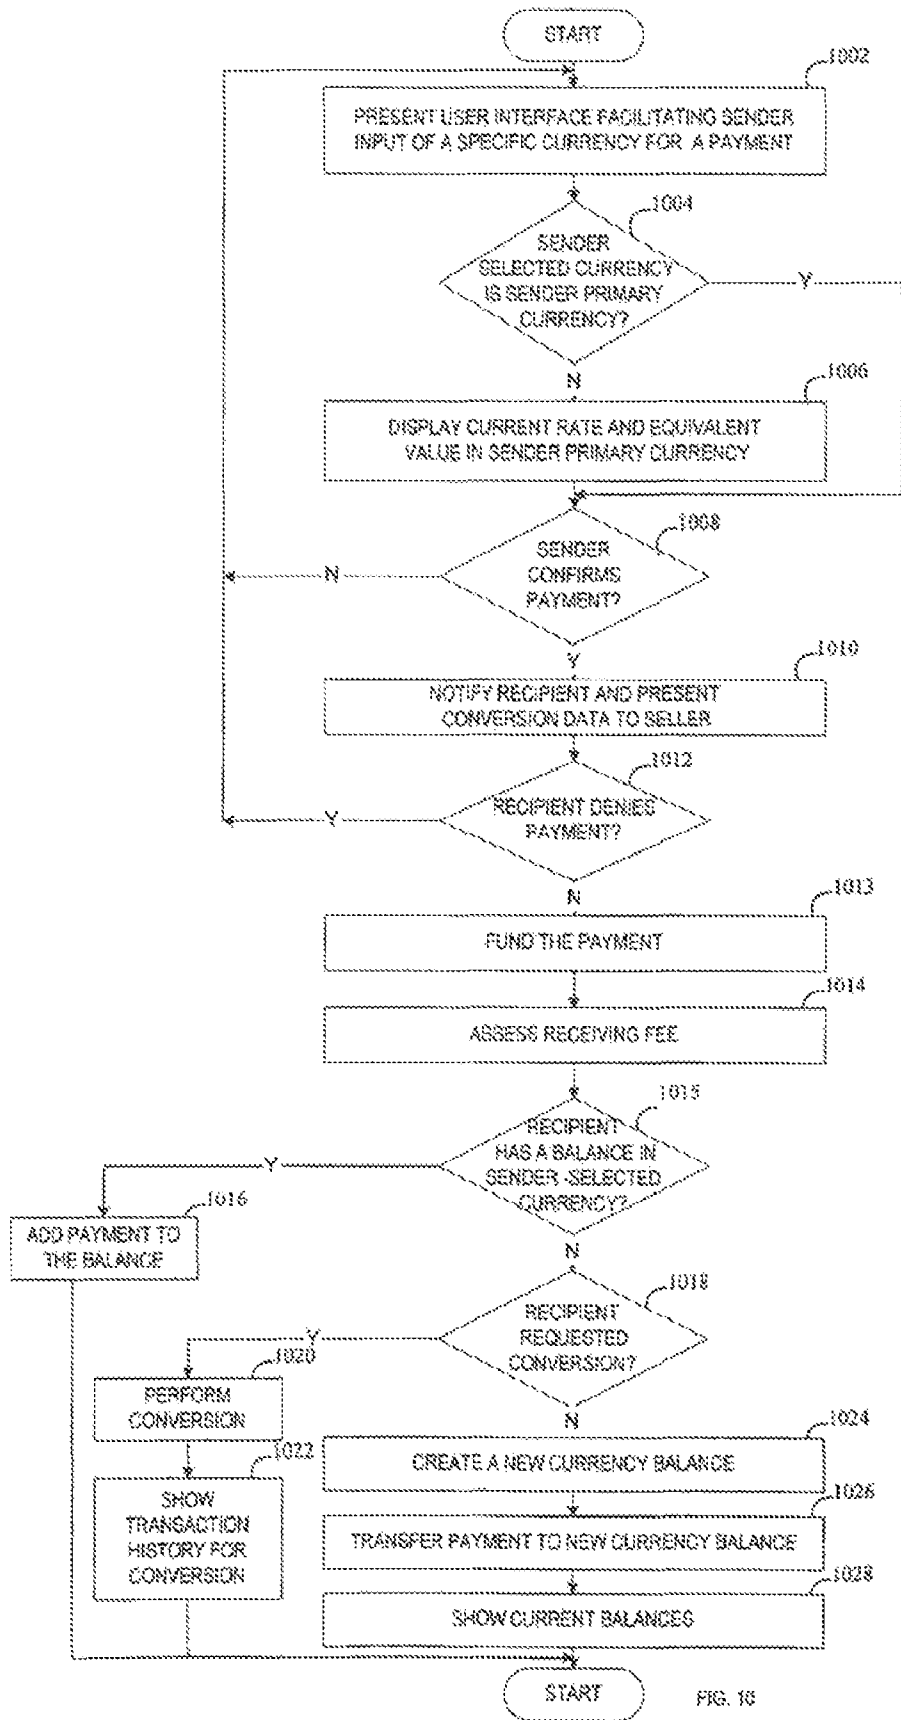 START
1002
PRESENT USER INTERFACE FACILITATING SENDER
INPUT OF A SPECIFIC CURRENCY FOR A PAYMENT
1004
SENDER
SELECTED CURRENCY
IS SENDER PRIMARY
CURRENCY?
Y
N
1006
DISPLAY CURRENT RATE AND EQUIVALENT
VALUE IN SENDER PRIMARY CURRENCY
1008
SENDER
CONFIRMS
PAYMENT?
N
Y
1010
NOTIFY RECIPIENT AND PRESENT
CONVERSION DATA TO SELLER
1012
RECIPIENT DENIES
PAYMENT?
Y
N
1013
FUND THE PAYMENT
1014
ASSESS RECEIVING FEE
1015
RECIPIENT
HAS A BALANCE IN
SENDER -SELECTED
CURRENCY?
Y
1016
ADD PAYMENT TO
THE BALANCE
N
1018
RECIPIENT
REQUESTED
CONVERSION?
Y
1020
PERFORM
CONVERSION
N
1022
SHOW
TRANSACTION
HISTORY FOR
CONVERSION
1024
CREATE A NEW CURRENCY BALANCE
1026
TRANSFER PAYMENT TO NEW CURRENCY BALANCE
1028
SHOW CURRENT BALANCES
START
FIG. 10